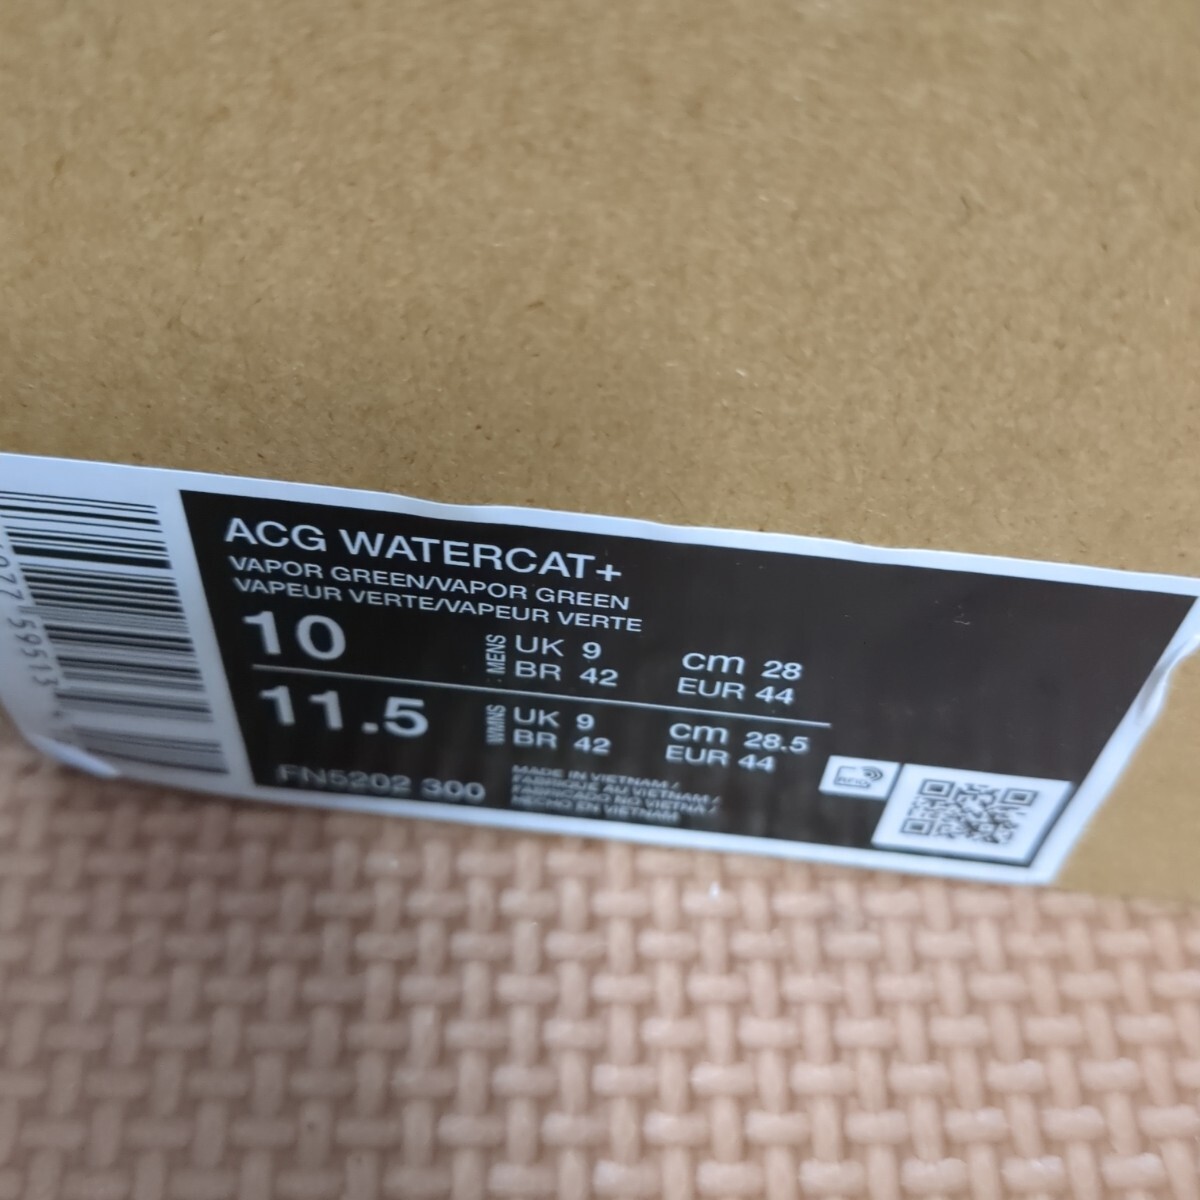 ACG WATERCAT+
VAPOR GREEN/VAPOR GREEN
VAPEUR VERTE/VAPEUR VERTE
10 MENS UK 9 cm 28
BR 42 EUR 44
11.5 WMNS UK 9 cm 28.5
BR 42 EUR 44
FN5202 300
MADE IN VIETNAM /
FABRIQUE AU VIETNAM /
FABRICADO NO VIETNA /
HECHO EN VIETNAM
RFID